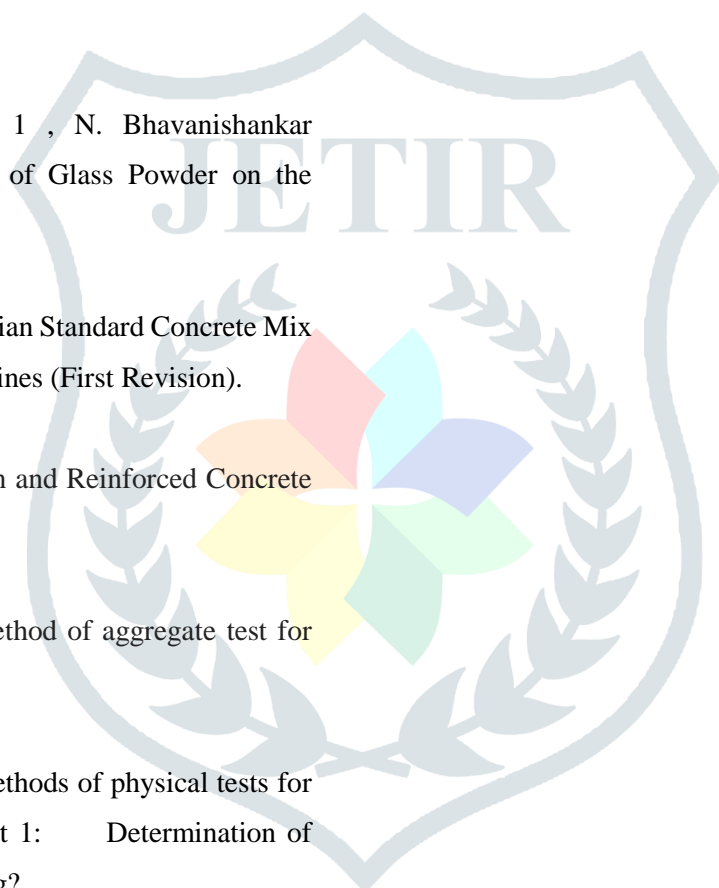 1 , N. Bhavanishankar
of Glass Powder on the
JETIR
ian Standard Concrete Mix
ines (First Revision).
and Reinforced Concrete
ethod of aggregate test for
ethods of physical tests for
t 1: Determination of